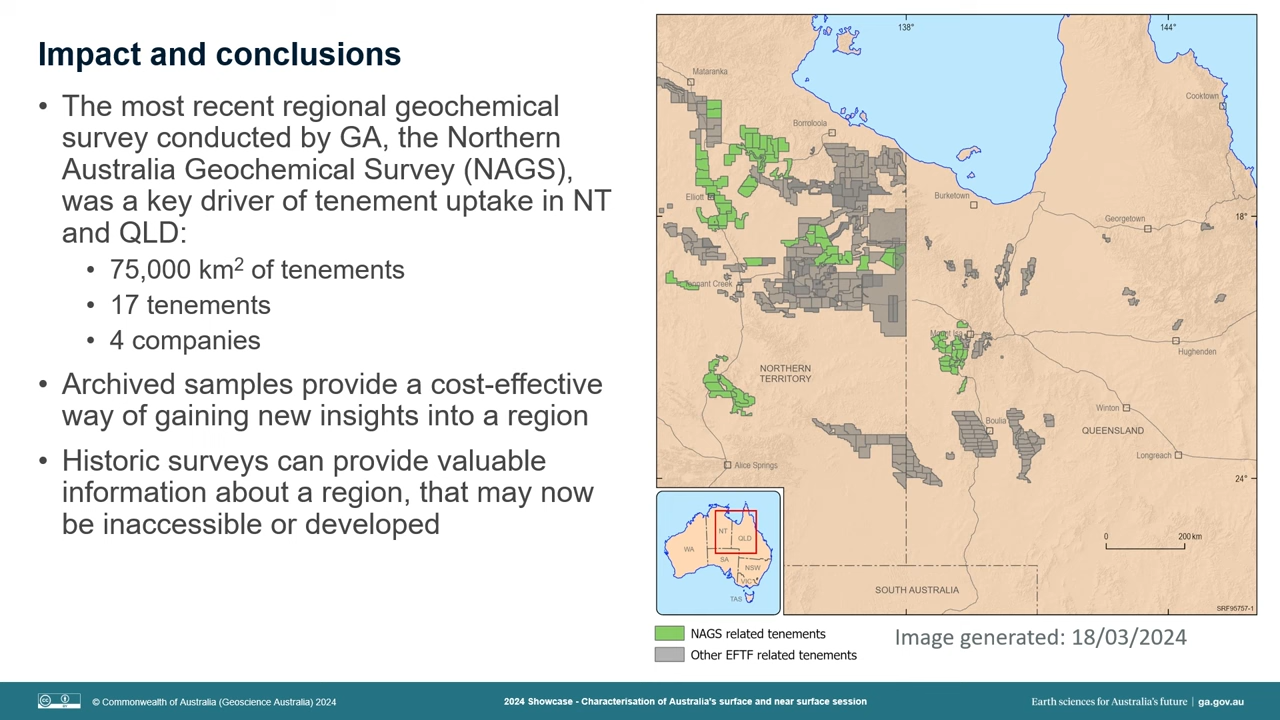 Impact and conclusions
• The most recent regional geochemical
survey conducted by GA, the Northern
Australia Geochemical Survey (NAGS),
was a key driver of tenement uptake in NT
and QLD:
• 75,000 km² of tenements
• 17 tenements
• 4 companies
• Archived samples provide a cost-effective
way of gaining new insights into a region
• Historic surveys can provide valuable
information about a region, that may now
be inaccessible or developed
138°
144°
Mataranka
Cooktown
Borroloola
Elliott
Burketown
Georgetown
18°
Tennant Creek
Mount Isa
Hughenden
NORTHERN
TERRITORY
Winton
Boulia
QUEENSLAND
Longreach
Alice Springs
24°
0
200 km
SOUTH AUSTRALIA
SRF95757-1
WA
NT
QLD
SA
NSW
VIC
TAS
NAGS related tenements
Other EFTF related tenements
Image generated: 18/03/2024
cc
BY
© Commonwealth of Australia (Geoscience Australia) 2024
2024 Showcase - Characterisation of Australia's surface and near surface session
Earth sciences for Australia's future | ga.gov.au